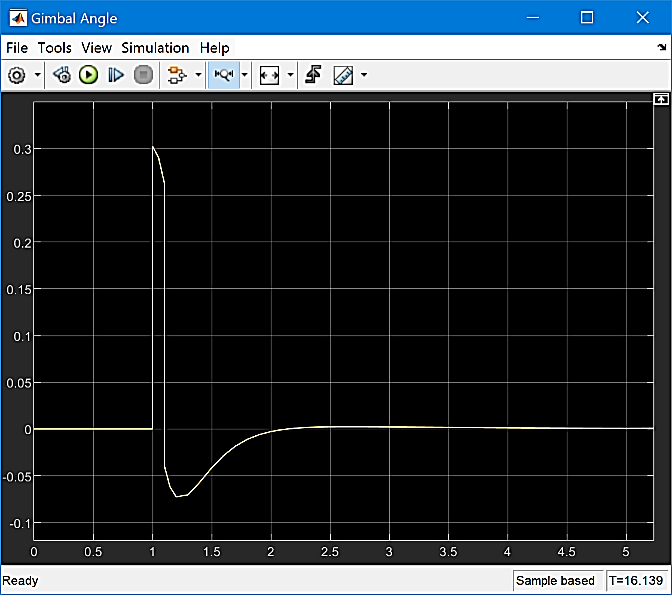 Gimbal Angle
File Tools View Simulation Help
0.3
0.25
0.2
0.15
0.1
0.05
0
-0.05
-0.1
0 0.5 1 1.5 2 2.5 3 3.5 4 4.5 5
Ready Sample based T=16.139